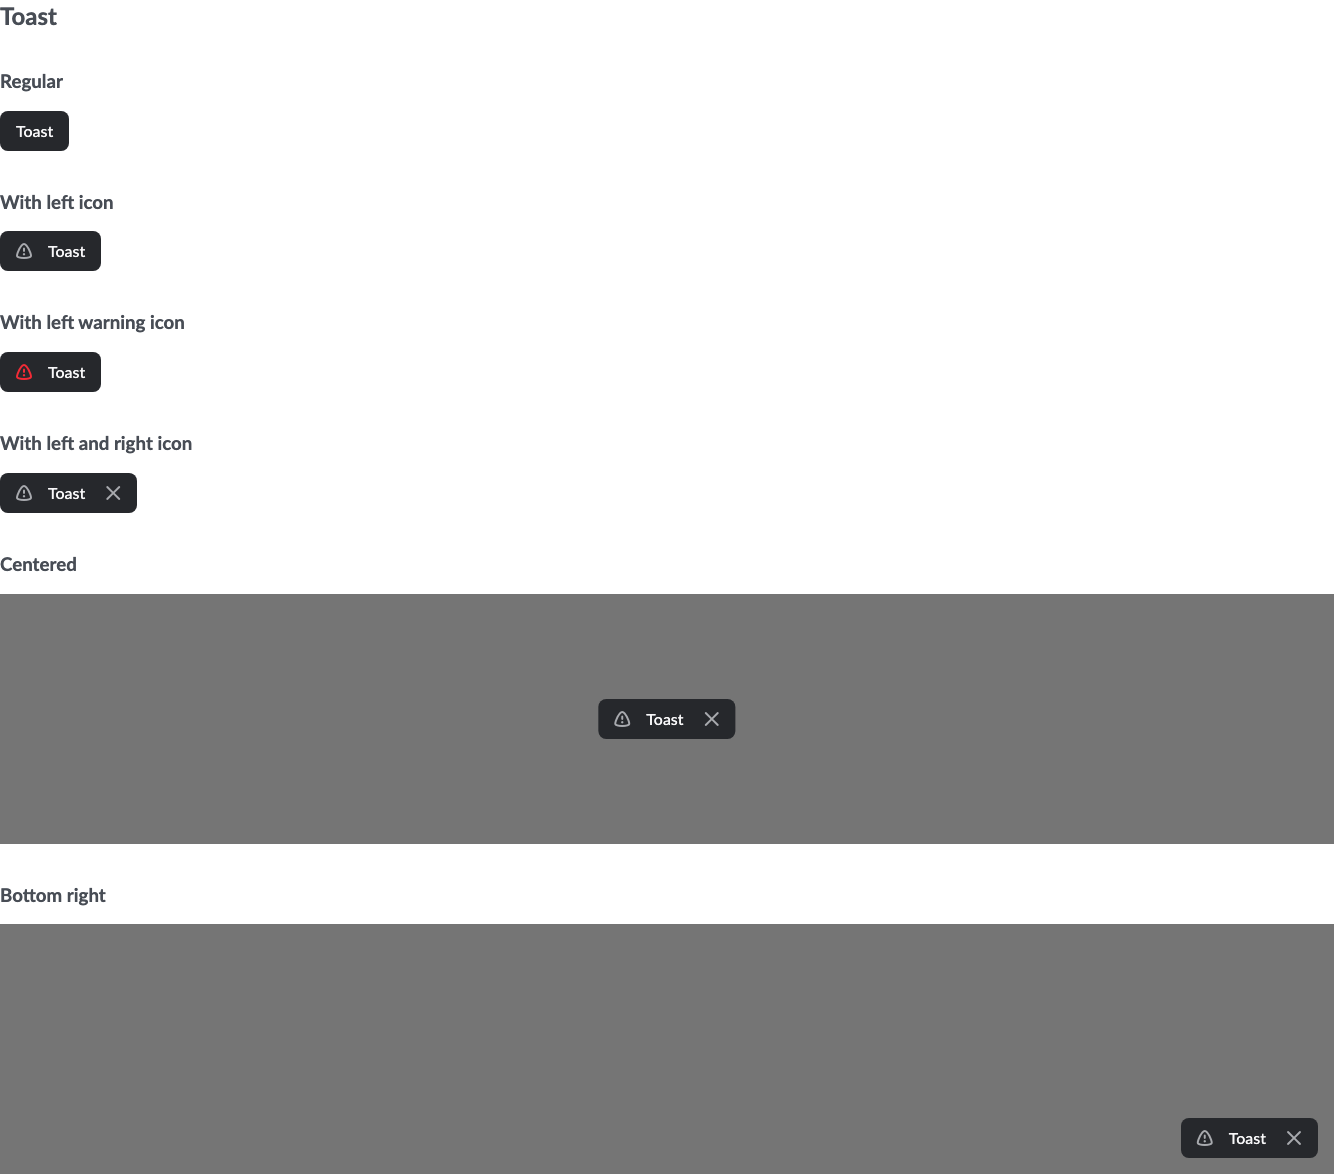 Toast
Regular
Toast
With left icon
Toast
With left warning icon
Toast
With left and right icon
Toast
Centered
Toast
Bottom right
Toast